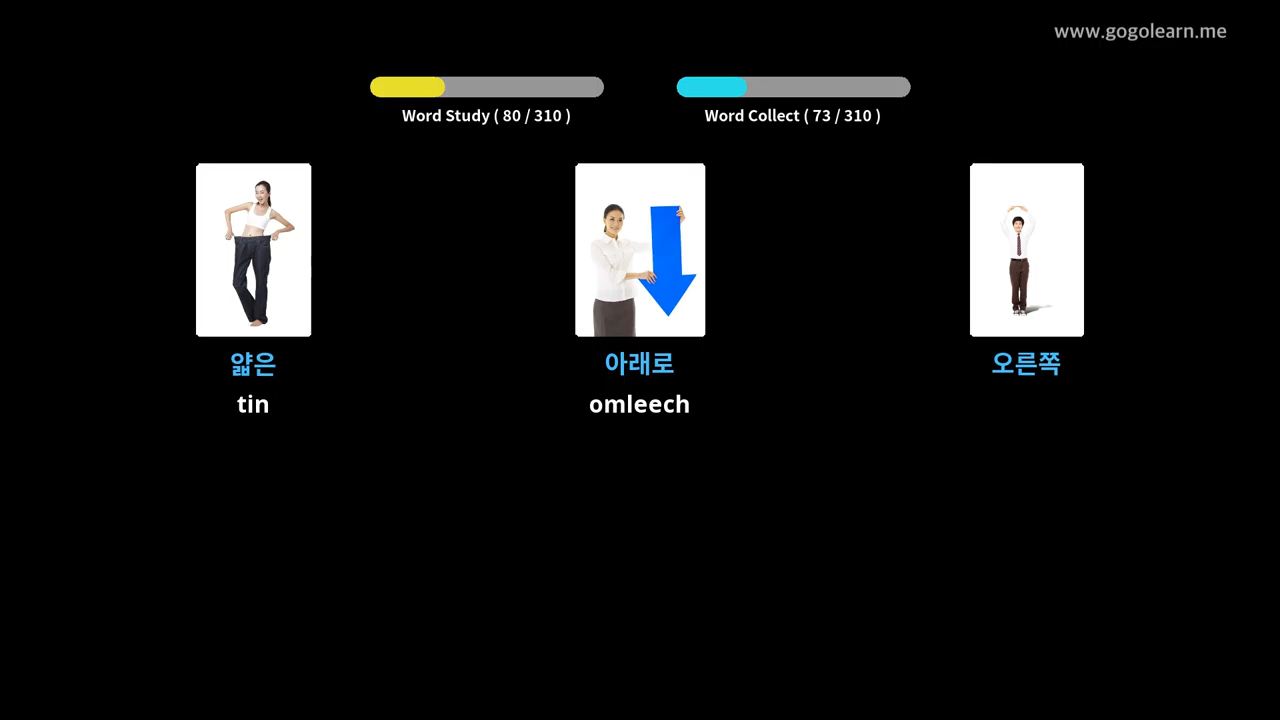 www.gogolearn.me
Word Study ( 80 / 310 )
Word Collect ( 73 / 310 )
얇은
아래로
오른쪽
tin
omleech